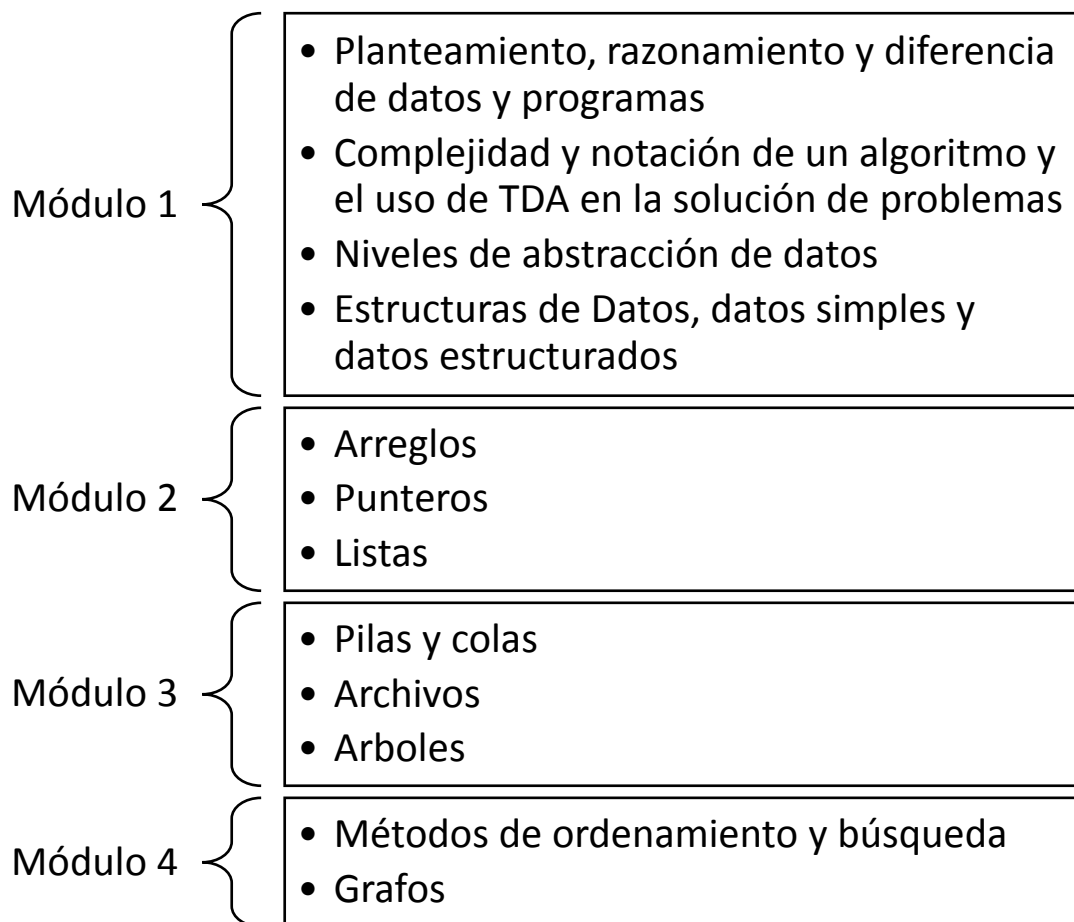 Módulo 1
• Planteamiento, razonamiento y diferencia
de datos y programas
• Complejidad y notación de un algoritmo y
el uso de TDA en la solución de problemas
• Niveles de abstracción de datos
• Estructuras de Datos, datos simples y
datos estructurados
Módulo 2
• Arreglos
• Punteros
• Listas
Módulo 3
• Pilas y colas
• Archivos
• Arboles
Módulo 4
• Métodos de ordenamiento y búsqueda
• Grafos